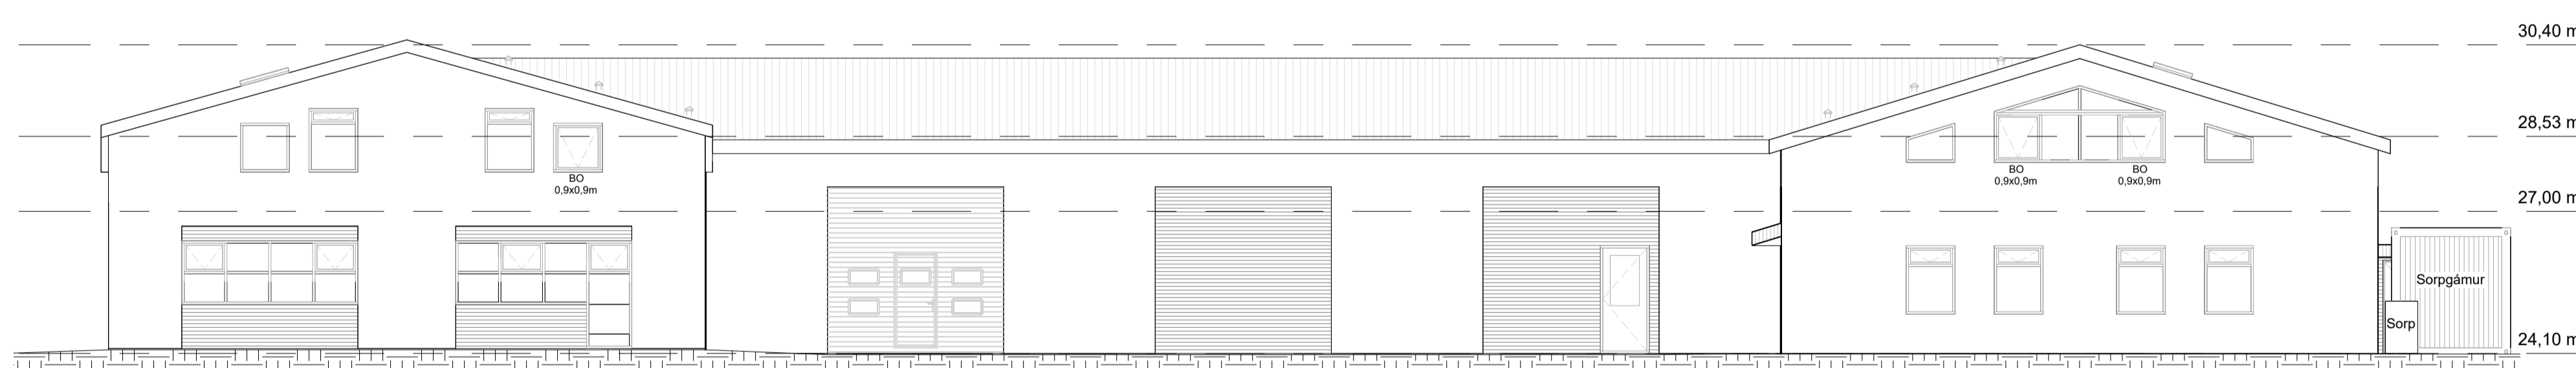 30,40 m
28,53 m
BO
0,9x0,9m
BO
0,9x0,9m
BO
0,9x0,9m
27,00 m
Sorpgámur
Sorp
24,10 m